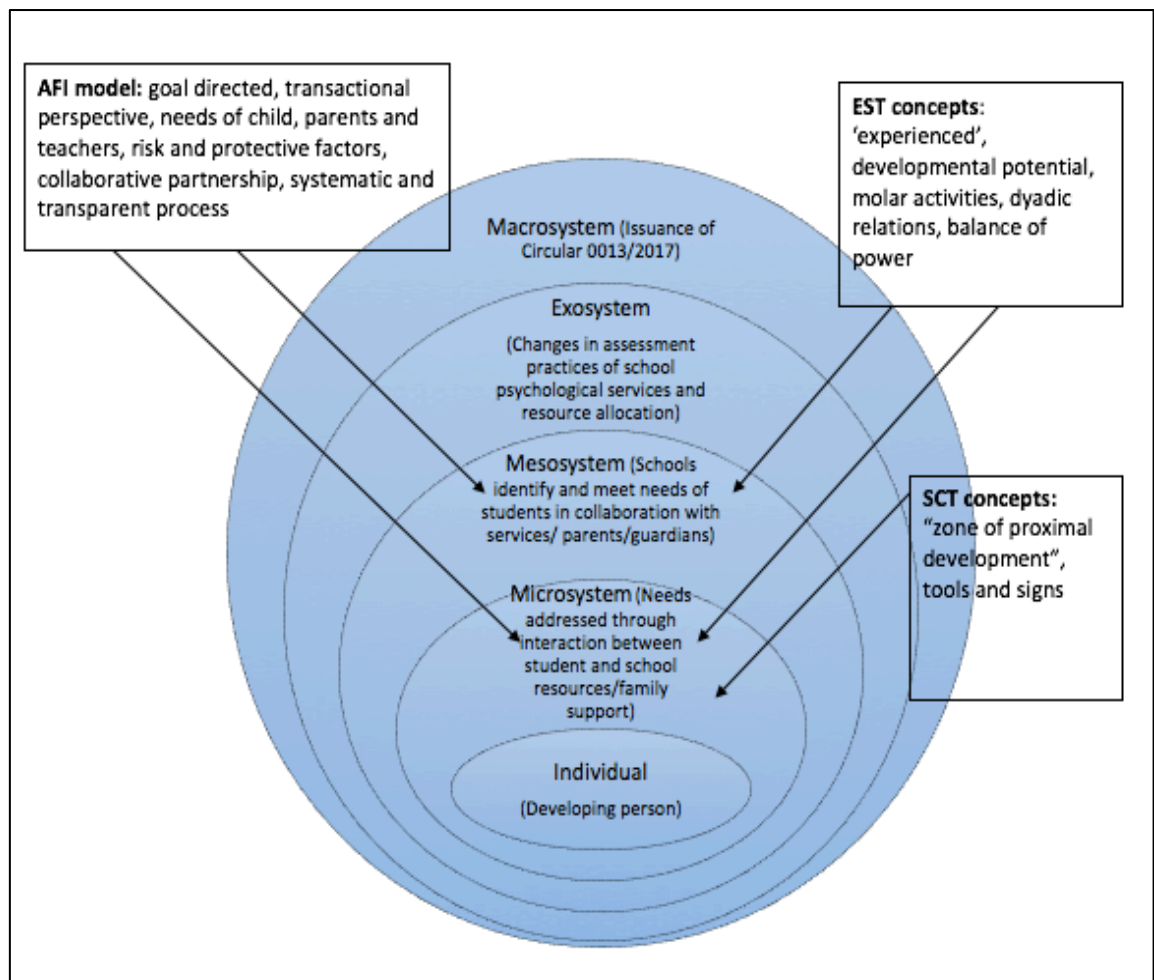 AFI model: goal directed, transactional
perspective, needs of child, parents and
teachers, risk and protective factors,
collaborative partnership, systematic and
transparent process
EST concepts:
‘experienced’,
developmental potential,
molar activities, dyadic
relations, balance of
power
Macrosystem (Issuance of
Circular 0013/2017)
Exosystem
(Changes in assessment
practices of school
psychological services and
resource allocation)
Mesosystem (Schools
identify and meet needs of
students in collaboration with
services/ parents/guardians)
SCT concepts:
“zone of proximal
development”,
tools and signs
Microsystem (Needs
addressed through
interaction between
student and school
resources/family
support)
Individual
(Developing person)